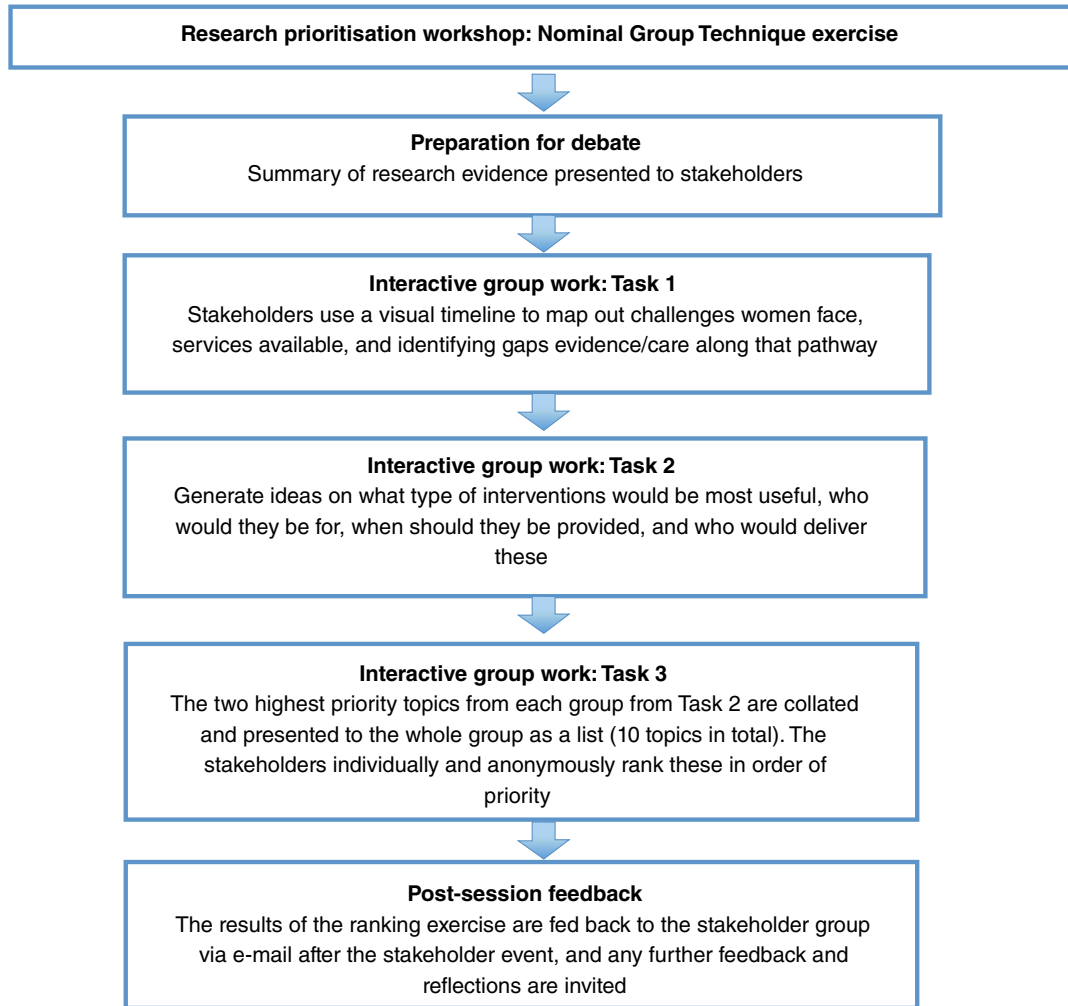 Research prioritisation workshop: Nominal Group Technique exercise
Preparation for debate
Summary of research evidence presented to stakeholders
Interactive group work: Task 1
Stakeholders use a visual timeline to map out challenges women face,
services available, and identifying gaps evidence/care along that pathway
Interactive group work: Task 2
Generate ideas on what type of interventions would be most useful, who
would they be for, when should they be provided, and who would deliver
these
Interactive group work: Task 3
The two highest priority topics from each group from Task 2 are collated
and presented to the whole group as a list (10 topics in total). The
stakeholders individually and anonymously rank these in order of
priority
Post-session feedback
The results of the ranking exercise are fed back to the stakeholder group
via e-mail after the stakeholder event, and any further feedback and
reflections are invited